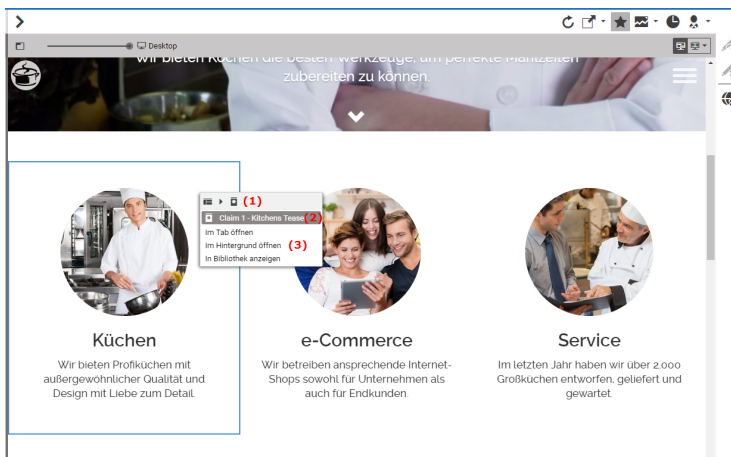 Desktop
Wir bieten Köchen die besten Werkzeuge, um perfekte Mahlzeiten
zubereiten zu können.
(1)
Claim 1 - Kitchens Tease (2)
Im Tab öffnen
Im Hintergrund öffnen (3)
In Bibliothek anzeigen
Küchen
Wir bieten Profiküchen mit
außergewöhnlicher Qualität und
Design mit Liebe zum Detail.
e-Commerce
Wir betreiben ansprechende Internet-
Shops sowohl für Unternehmen als
auch für Endkunden.
Service
Im letzten Jahr haben wir über 2.000
Großküchen entworfen, geliefert und
gewartet.